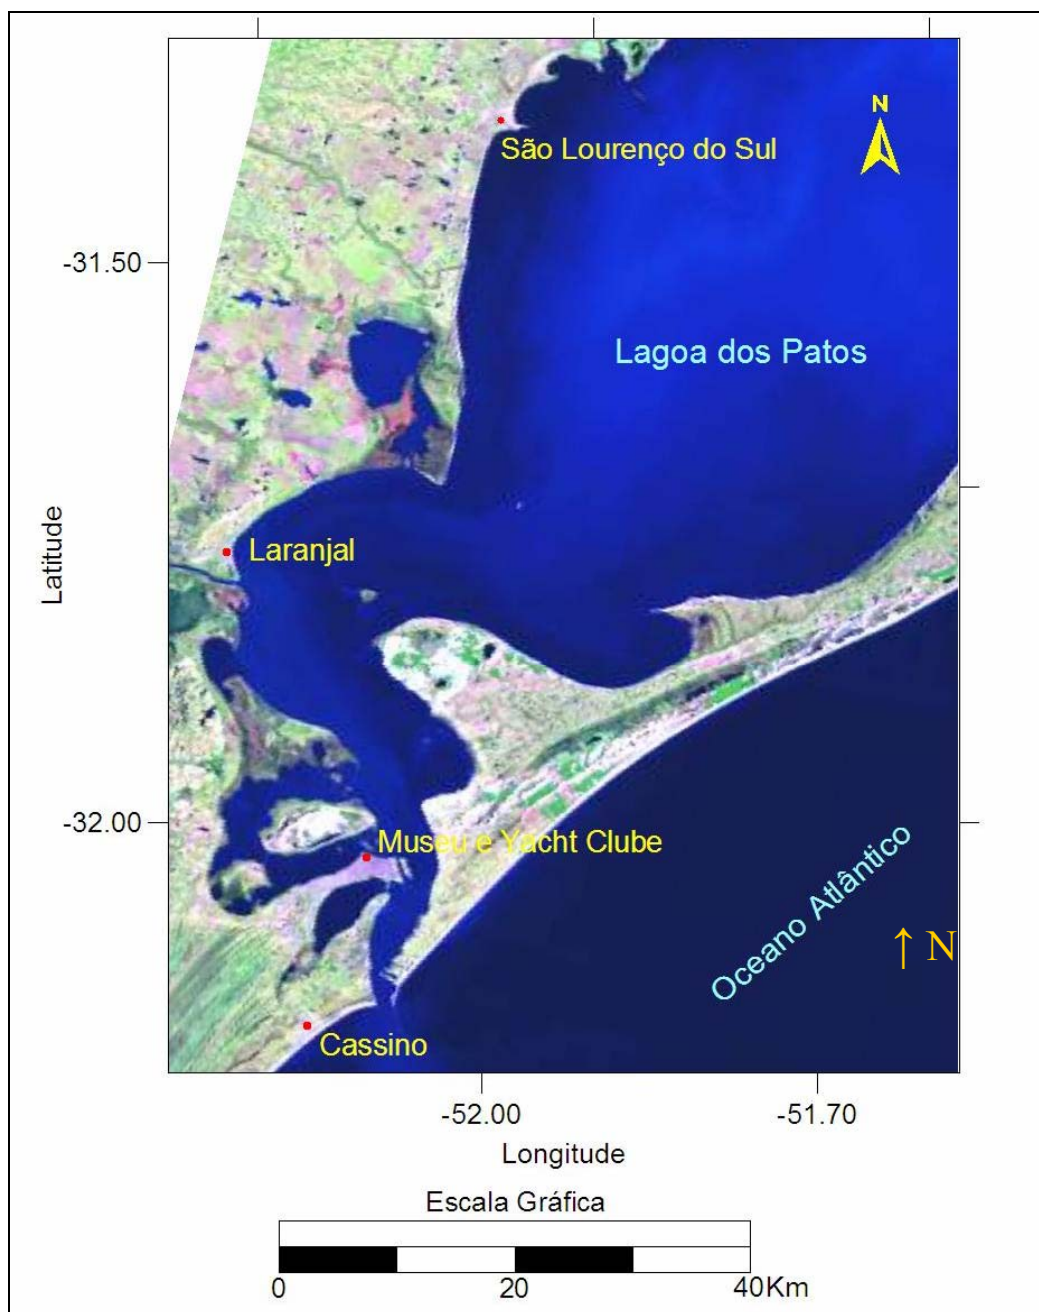 N
São Lourenço do Sul
-31.50
Lagoa dos Patos
Latitude
Laranjal
-32.00
Museu e Yacht Clube
Oceano Atlântico
↑ N
Cassino
-52.00
-51.70
Longitude
Escala Gráfica
0
20
40Km